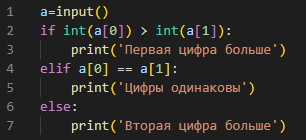 1 a=input()
2 if int(a[0]) > int(a[1]):
3     print('Первая цифра больше')
4 elif a[0] == a[1]:
5     print('Цифры одинаковы')
6 else:
7     print('Вторая цифра больше')